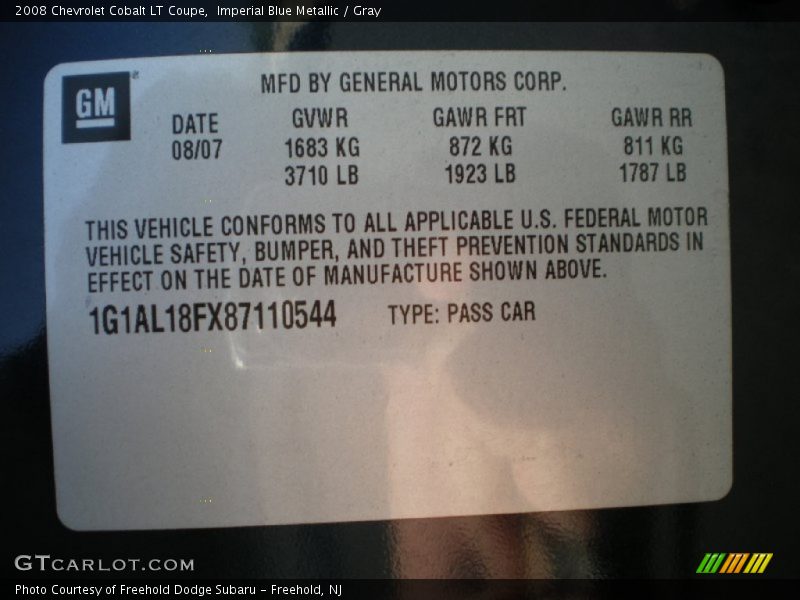 2008 Chevrolet Cobalt LT Coupe,  Imperial Blue Metallic / Gray
GM
MFD BY GENERAL MOTORS CORP.
DATE GVWR GAWR FRT GAWR RR
08/07 1683 KG 872 KG 811 KG
3710 LB 1923 LB 1787 LB
THIS VEHICLE CONFORMS TO ALL APPLICABLE U.S. FEDERAL MOTOR
VEHICLE SAFETY, BUMPER, AND THEFT PREVENTION STANDARDS IN
EFFECT ON THE DATE OF MANUFACTURE SHOWN ABOVE.
1G1AL18FX87110544 TYPE: PASS CAR
GTCARLOT.COM
Photo Courtesy of Freehold Dodge Subaru – Freehold, NJ